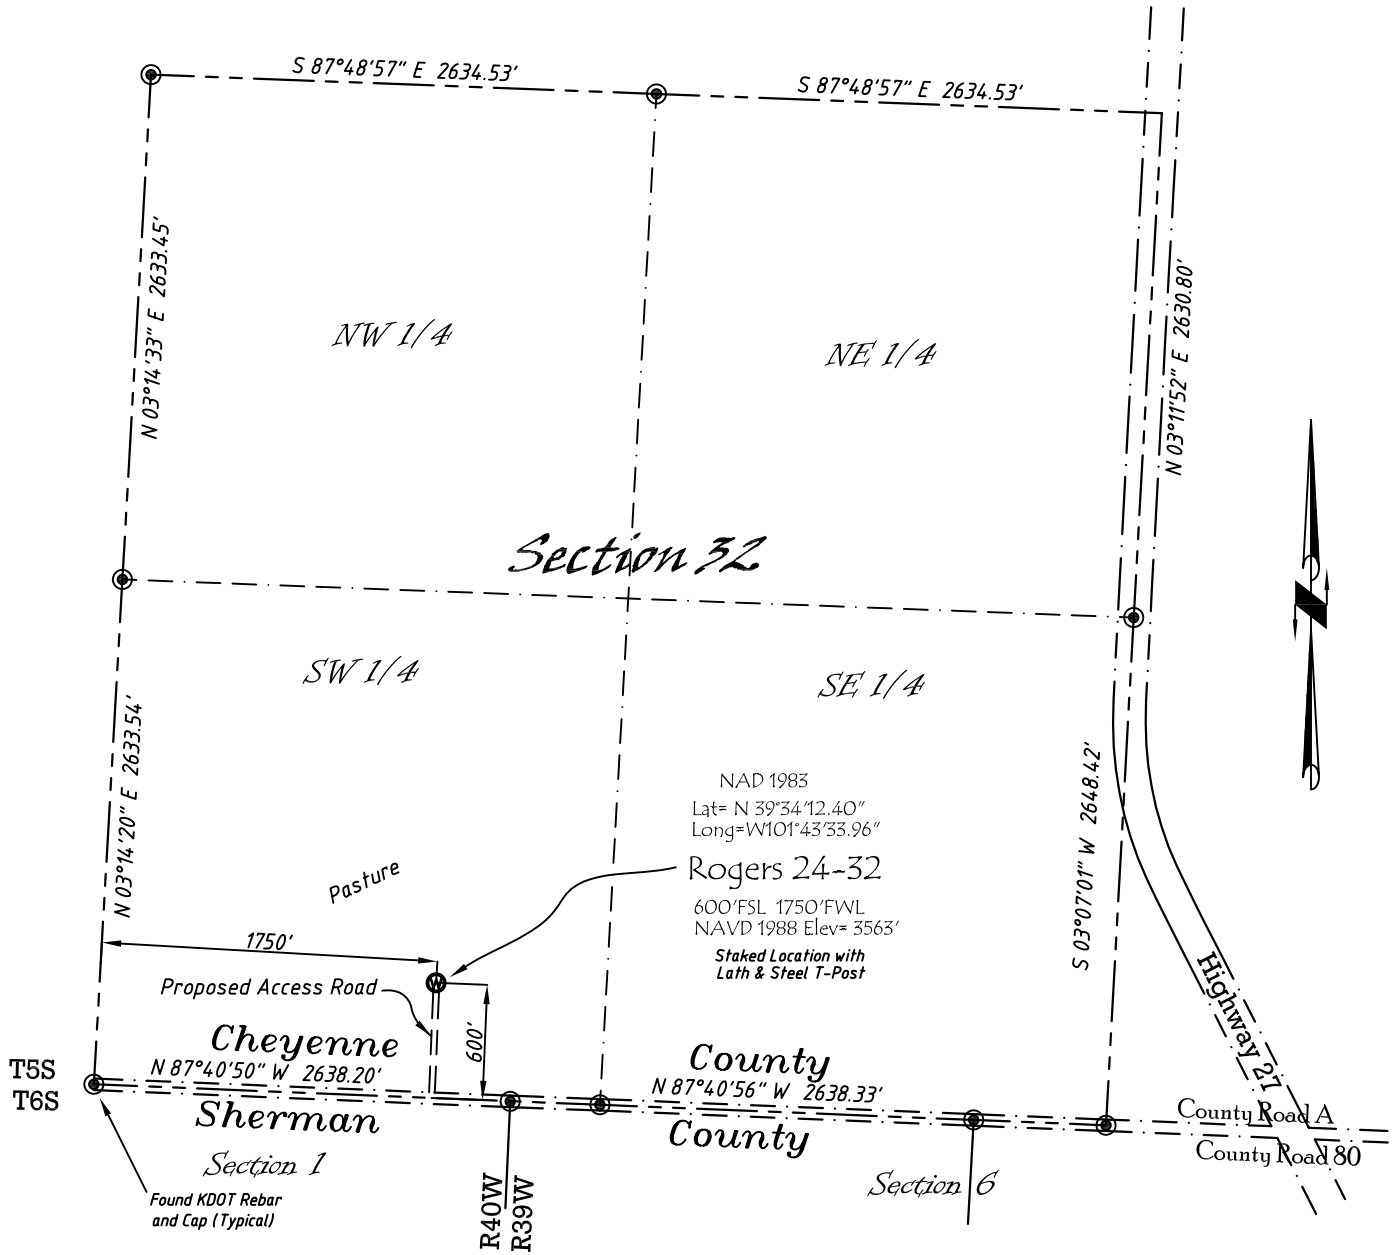 S 87°48'57" E 2634.53'
S 87°48'57" E 2634.53'
N 03°14'33" E 2633.45'
N 03°11'52" E 2630.80'
NW 1/4
NE 1/4
Section 32
SW 1/4
SE 1/4
N 03°14'20" E 2633.54'
S 03°07'01" W 2648.42'
NAD 1983
Lat= N 39°34'12.40"
Long=W101°43'33.96"
Rogers 24-32
600'FSL 1750'FWL
NAVD 1988 Elev= 3563'
Staked Location with
Lath & Steel T-Post
Pasture
1750'
W
Proposed Access Road
600'
Highway 27
Cheyenne
County
T5S
T6S
N 87°40'50" W 2638.20'
N 87°40'56" W 2638.33'
Sherman
County
County Road A
County Road 80
Section 1
Section 6
Found KDOT Rebar
and Cap (Typical)
R40W
R39W